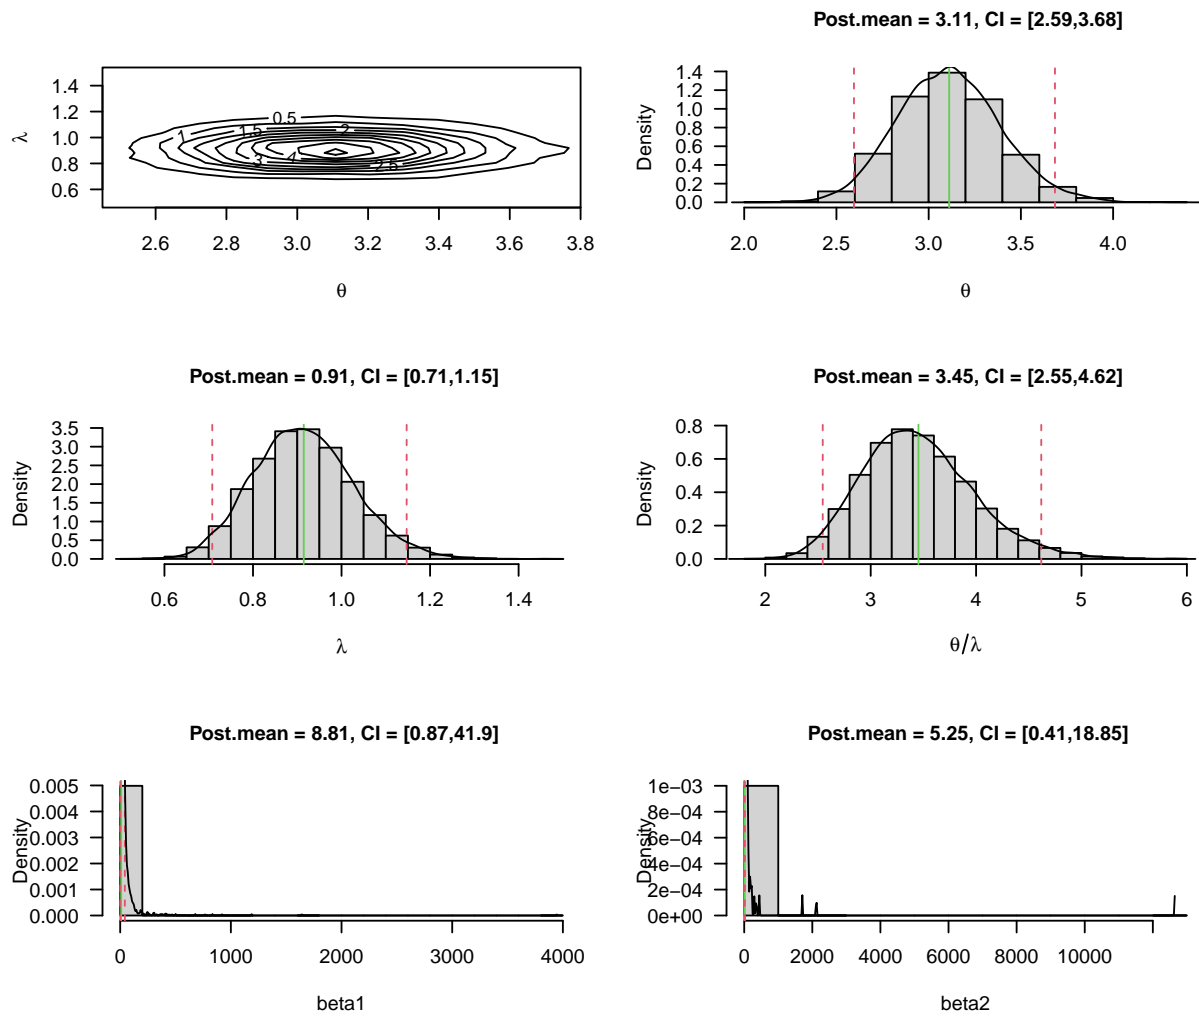 Post.mean = 3.11, CI = [2.59,3.68]
λ
1.4
1.2
1.0
0.8
0.6
0.5
1
1.5
2
3
4
2.5
2.6 2.8 3.0 3.2 3.4 3.6 3.8
θ
Density
1.4
1.2
1.0
0.8
0.6
0.4
0.2
0.0
2.0 2.5 3.0 3.5 4.0
θ
Post.mean = 0.91, CI = [0.71,1.15]
Density
3.5
3.0
2.5
2.0
1.5
1.0
0.5
0.0
0.6 0.8 1.0 1.2 1.4
λ
Post.mean = 3.45, CI = [2.55,4.62]
Density
0.8
0.6
0.4
0.2
0.0
2 3 4 5 6
θ/λ
Post.mean = 8.81, CI = [0.87,41.9]
Density
0.005
0.004
0.003
0.002
0.001
0.000
0 1000 2000 3000 4000
beta1
Post.mean = 5.25, CI = [0.41,18.85]
Density
1e−03
8e−04
6e−04
4e−04
2e−04
0e+00
0 2000 4000 6000 8000 10000
beta2